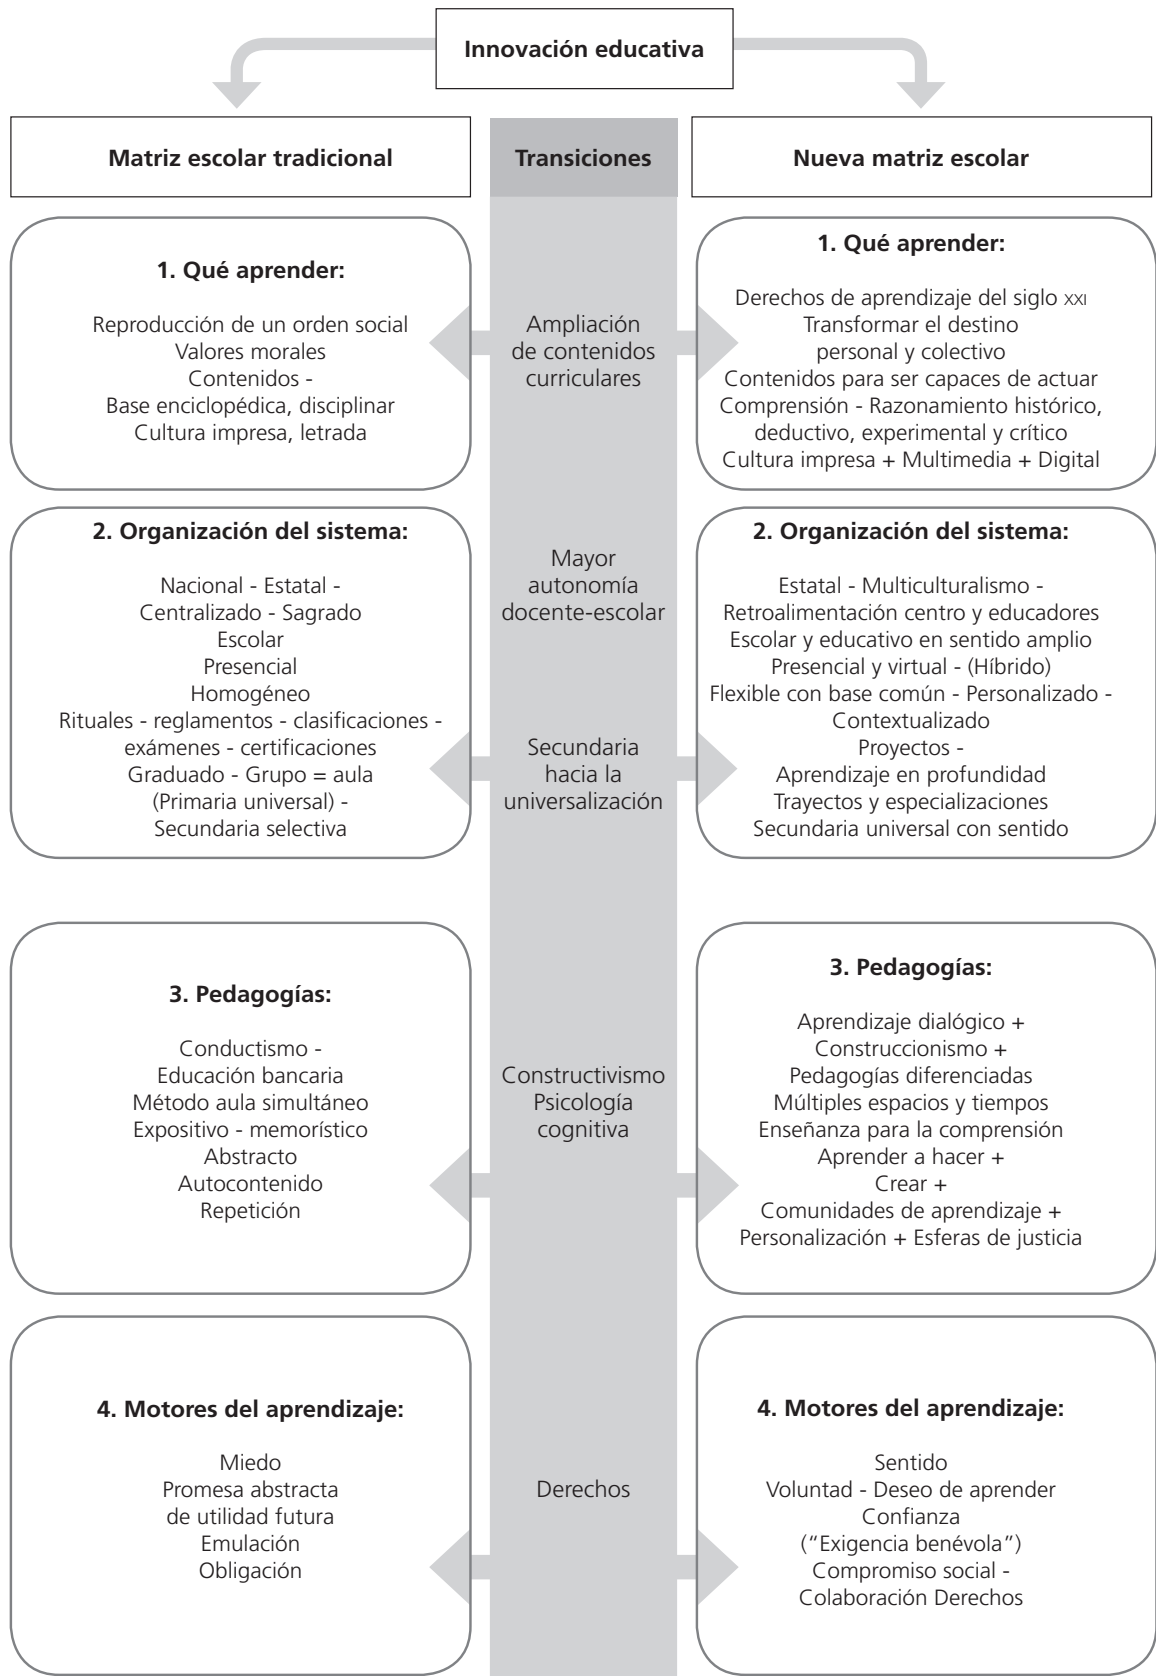 Innovación educativa
Matriz escolar tradicional
Transiciones
Nueva matriz escolar
1. Qué aprender:
Reproducción de un orden social
Valores morales
Contenidos -
Base enciclopédica, disciplinar
Cultura impresa, letrada
Ampliación
de contenidos
curriculares
1. Qué aprender:
Derechos de aprendizaje del siglo XXI
Transformar el destino
personal y colectivo
Contenidos para ser capaces de actuar
Comprensión - Razonamiento histórico,
deductivo, experimental y crítico
Cultura impresa + Multimedia + Digital
2. Organización del sistema:
Nacional - Estatal -
Centralizado - Sagrado
Escolar
Presencial
Homogéneo
Rituales - reglamentos - clasificaciones -
exámenes - certificaciones
Graduado - Grupo = aula
(Primaria universal) -
Secundaria selectiva
Mayor
autonomía
docente-escolar
Secundaria
hacia la
universalización
2. Organización del sistema:
Estatal - Multiculturalismo -
Retroalimentación centro y educadores
Escolar y educativo en sentido amplio
Presencial y virtual - (Híbrido)
Flexible con base común - Personalizado -
Contextualizado
Proyectos -
Aprendizaje en profundidad
Trayectos y especializaciones
Secundaria universal con sentido
3. Pedagogías:
Conductismo -
Educación bancaria
Método aula simultáneo
Expositivo - memorístico
Abstracto
Autocontenido
Repetición
Constructivismo
Psicología
cognitiva
3. Pedagogías:
Aprendizaje dialógico +
Construccionismo +
Pedagogías diferenciadas
Múltiples espacios y tiempos
Enseñanza para la comprensión
Aprender a hacer +
Crear +
Comunidades de aprendizaje +
Personalización + Esferas de justicia
4. Motores del aprendizaje:
Miedo
Promesa abstracta
de utilidad futura
Emulación
Obligación
Derechos
4. Motores del aprendizaje:
Sentido
Voluntad - Deseo de aprender
Confianza
(“Exigencia benévola”)
Compromiso social -
Colaboración Derechos